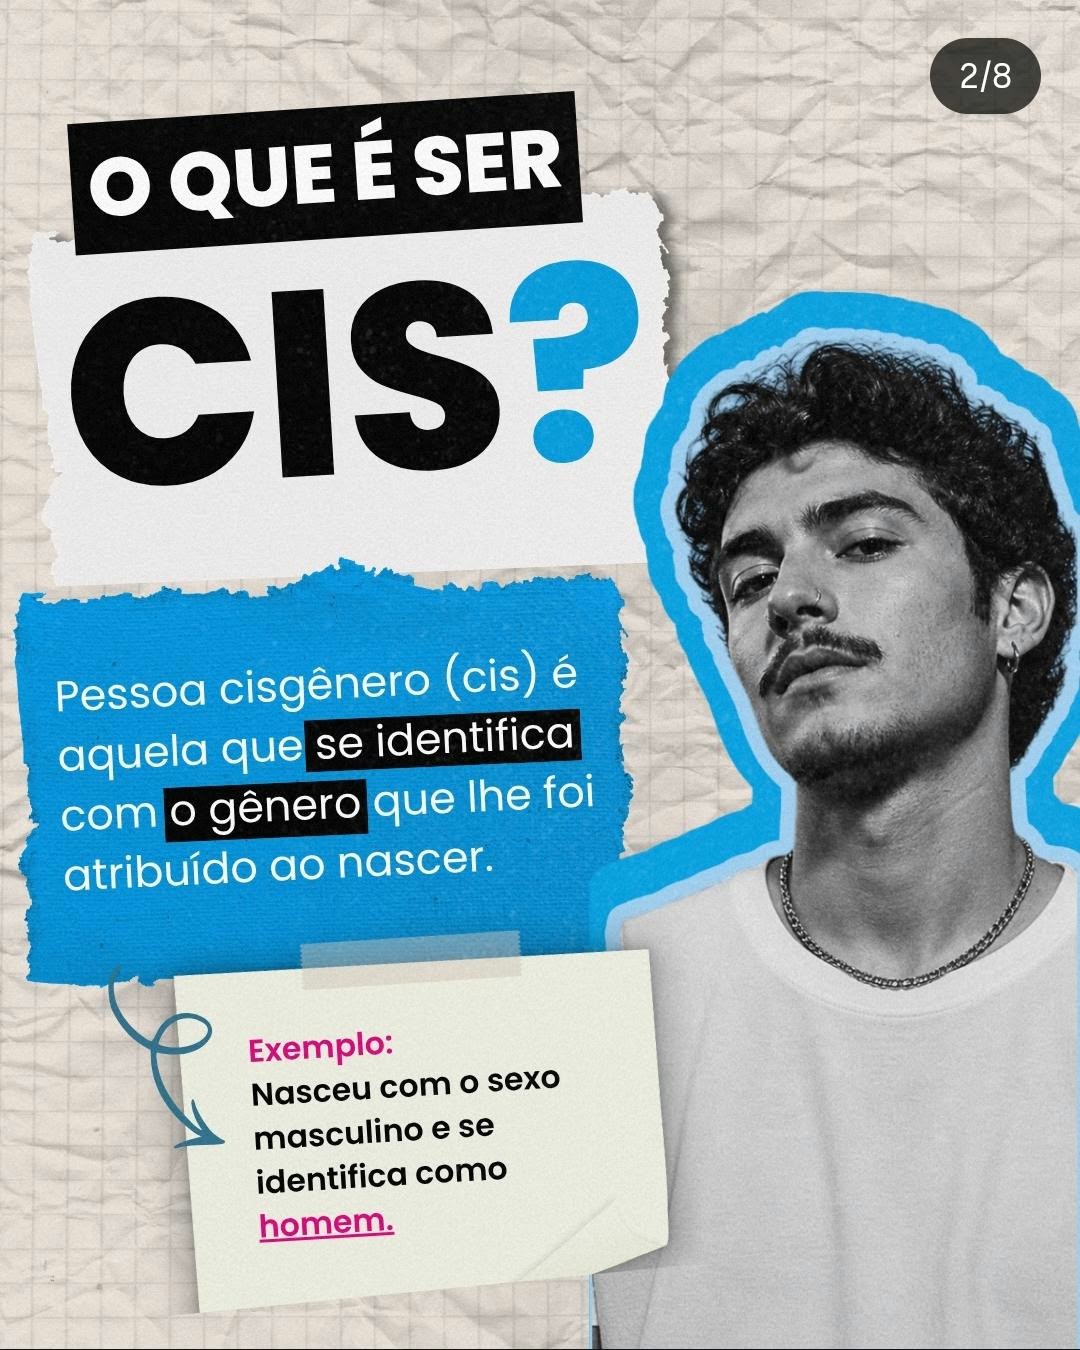 2/8
O QUE É SER
CIS?
Pessoa cisgênero (cis) é
aquela que se identifica
com o gênero que lhe foi
atribuído ao nascer.
Exemplo:
Nasceu com o sexo
masculino e se
identifica como
homem.